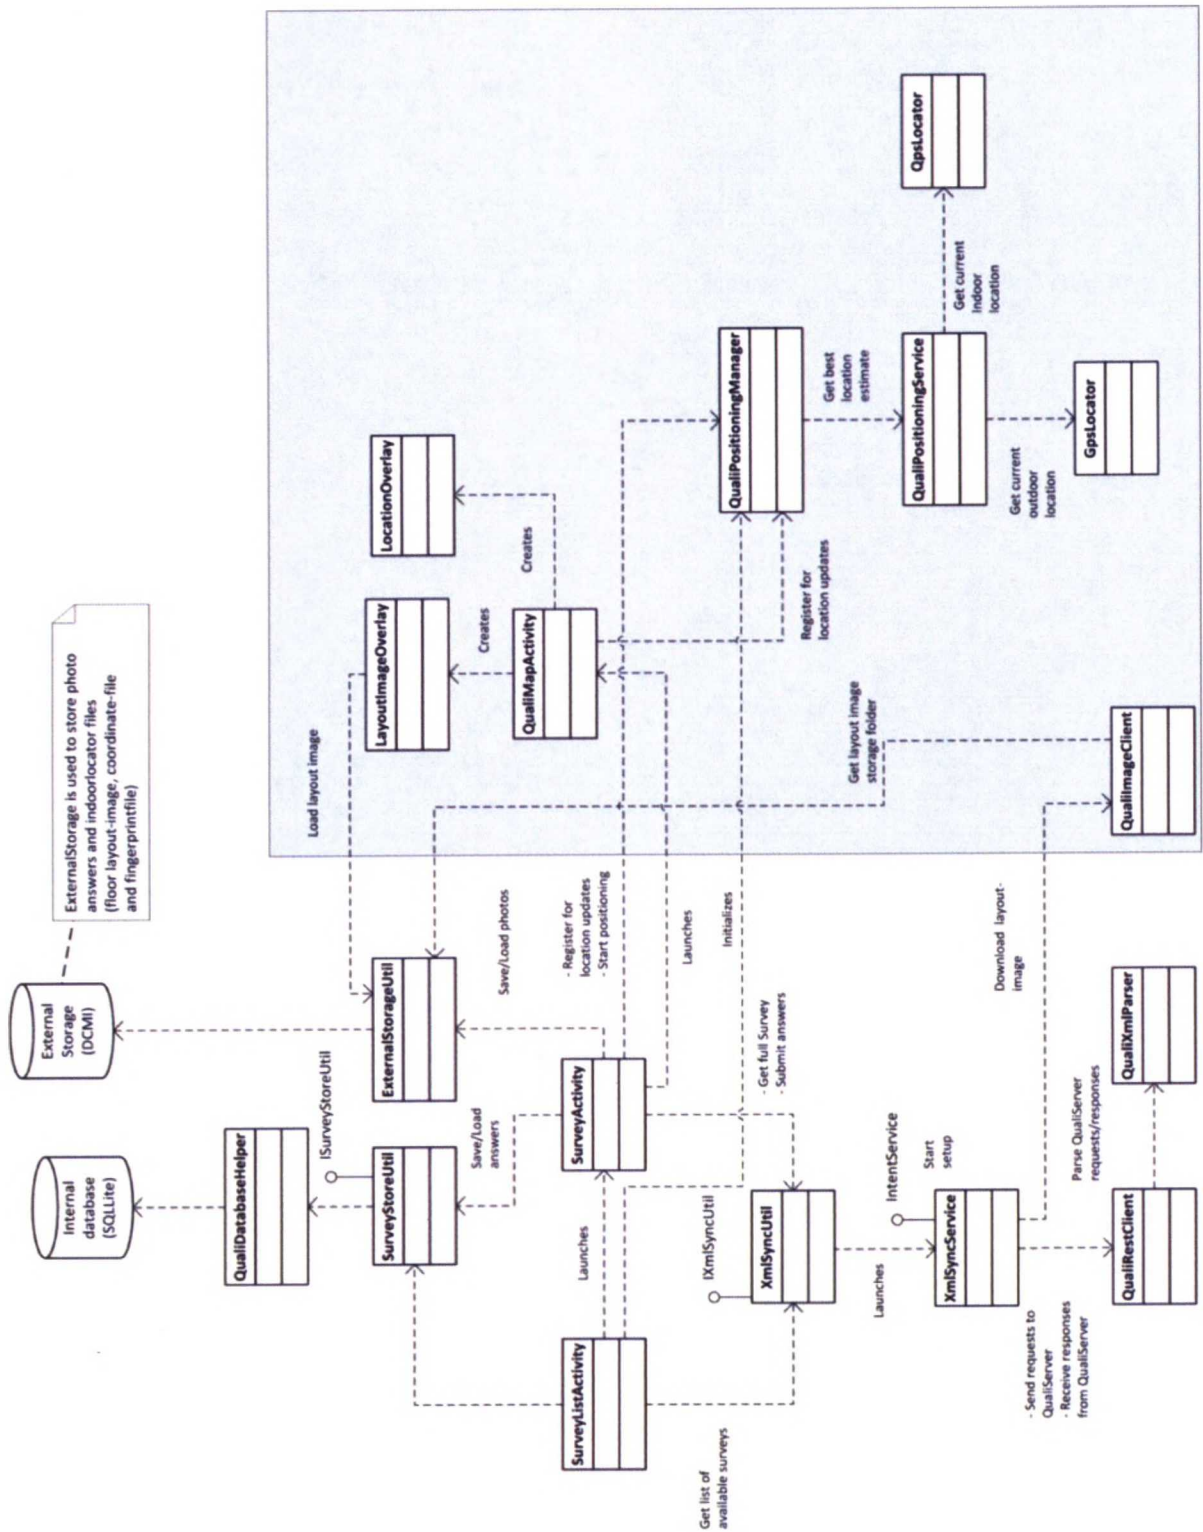 Internal
database
(SQLLite)
External
Storage
(DCMI)
ExternalStorage is used to store photo
answers and indoorlocator files
(floor layout-image, coordinate-file
and fingerprintfile)
QualiDatabaseHelper
ISurveyStoreUtil
SurveyStoreUtil
ExternalStorageUtil
Load layout image
LayoutImageOverlay
LocationOverlay
Save/Load
answers
Save/Load photos
Creates
Creates
QualiMapActivity
SurveyListActivity
Launches
SurveyActivity
- Register for
location updates
- Start positioning
Launches
Initializes
Get list of
available surveys
IXmlSyncUtil
XmlSyncUtil
- Get full Survey
- Submit answers
Register for
location updates
QualiPositioningManager
Get best
location
estimate
Get layout image
storage folder
Launches
IntentService
XmlSyncService
Start
setup
Download layout-
image
QualiPositioningService
Get current
Indoor
location
QpsLocator
Get current
outdoor
location
GpsLocator
- Send requests to
QualiServer
- Receive responses
from QualiServer
QualiRestClient
Parse QualiServer
requests/responses
QualiXmlParser
QualiImageClient